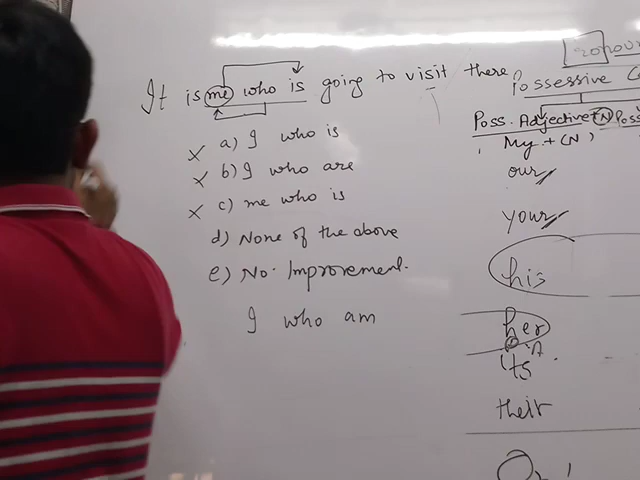 It is me who is going to visit there
a) I who is
b) I who are
c) me who is
d) None of the above
e) No. Improvement.
I who am
Possessive
Poss. Adjective + (N) Poss
My + (N)
our
your
his
her
its
their